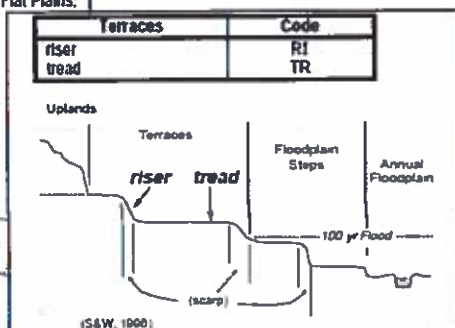 Flat Plains;
Terraces Code
riser RI
tread TR
Uplands
Terraces
Floodplain
Steps
Annual
Floodplain
riser tread
100 yr Flood
(scarp)
(S&W, 1996)